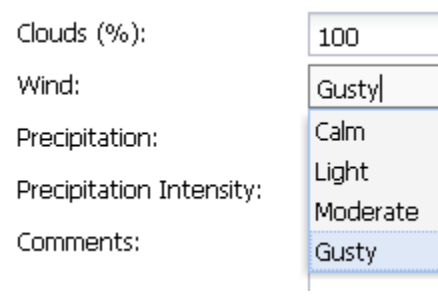 Clouds (%): 100
Wind: Gusty
Precipitation: Calm
Light
Precipitation Intensity:
Moderate
Comments: Gusty